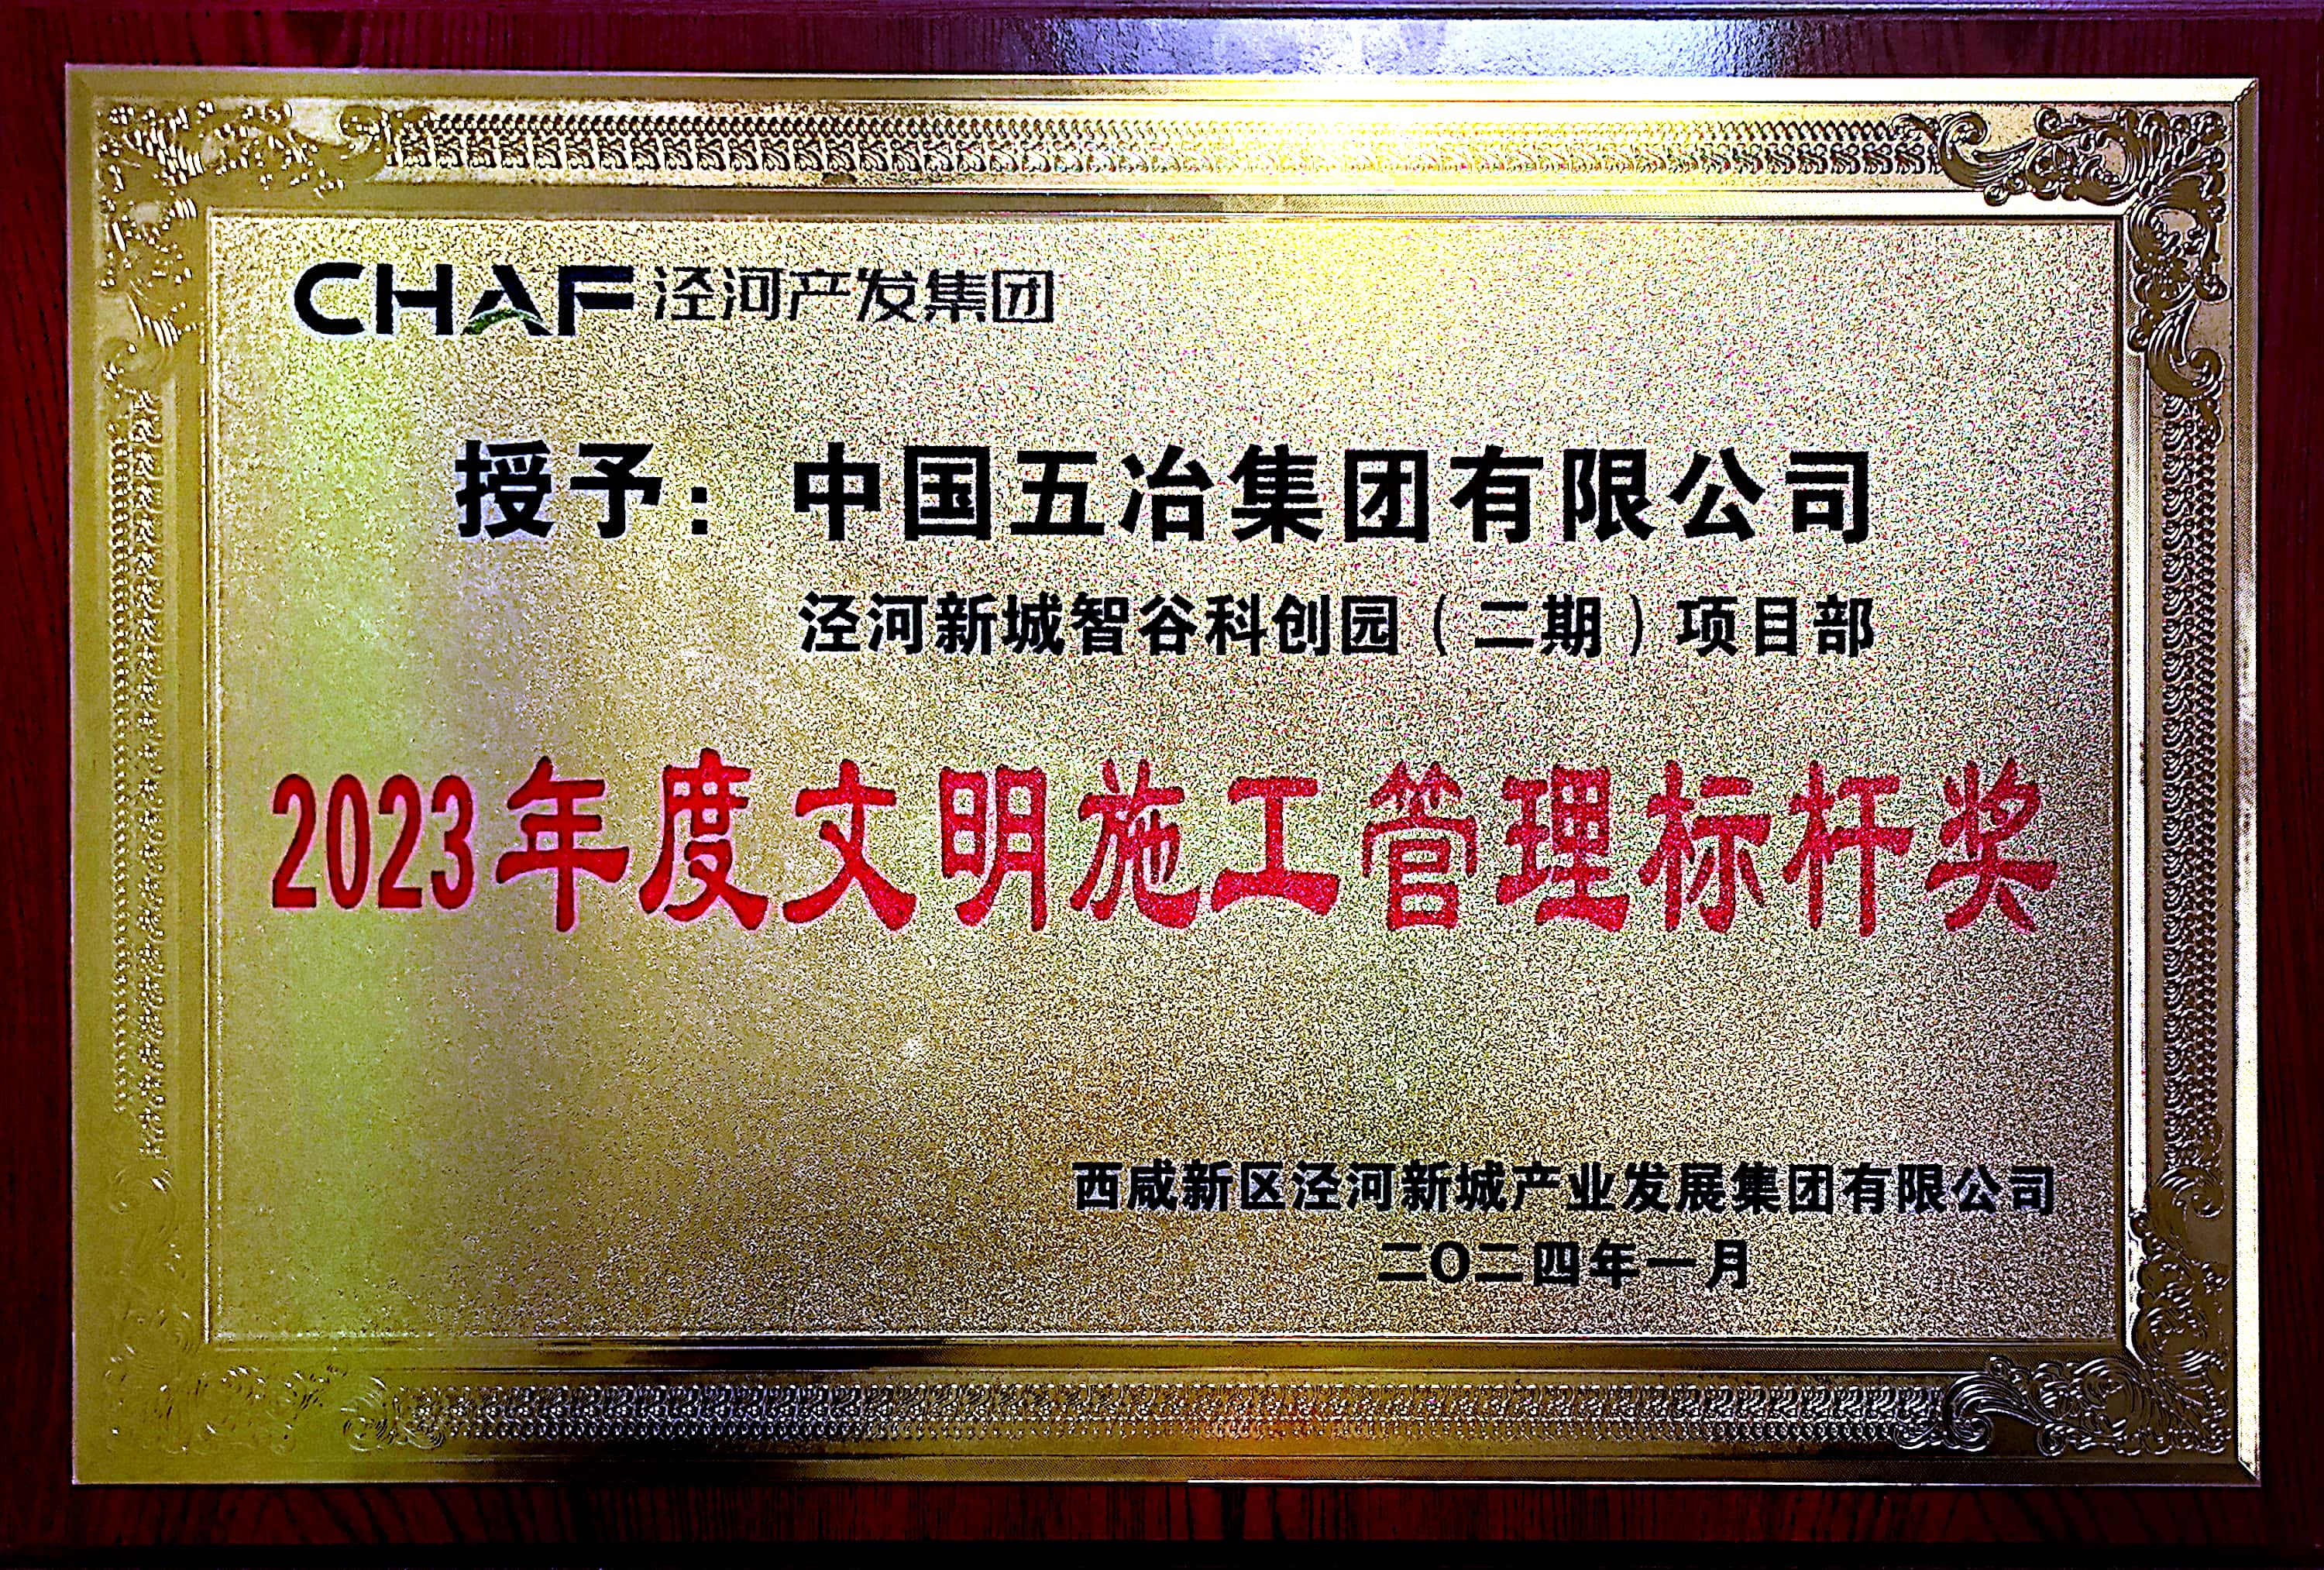 CHAF 泾河产发集团
授予：中国五冶集团有限公司
泾河新城智谷科创园（二期）项目部
2023年度文明施工管理标杆奖
西咸新区泾河新城产业发展集团有限公司
二〇二四年一月